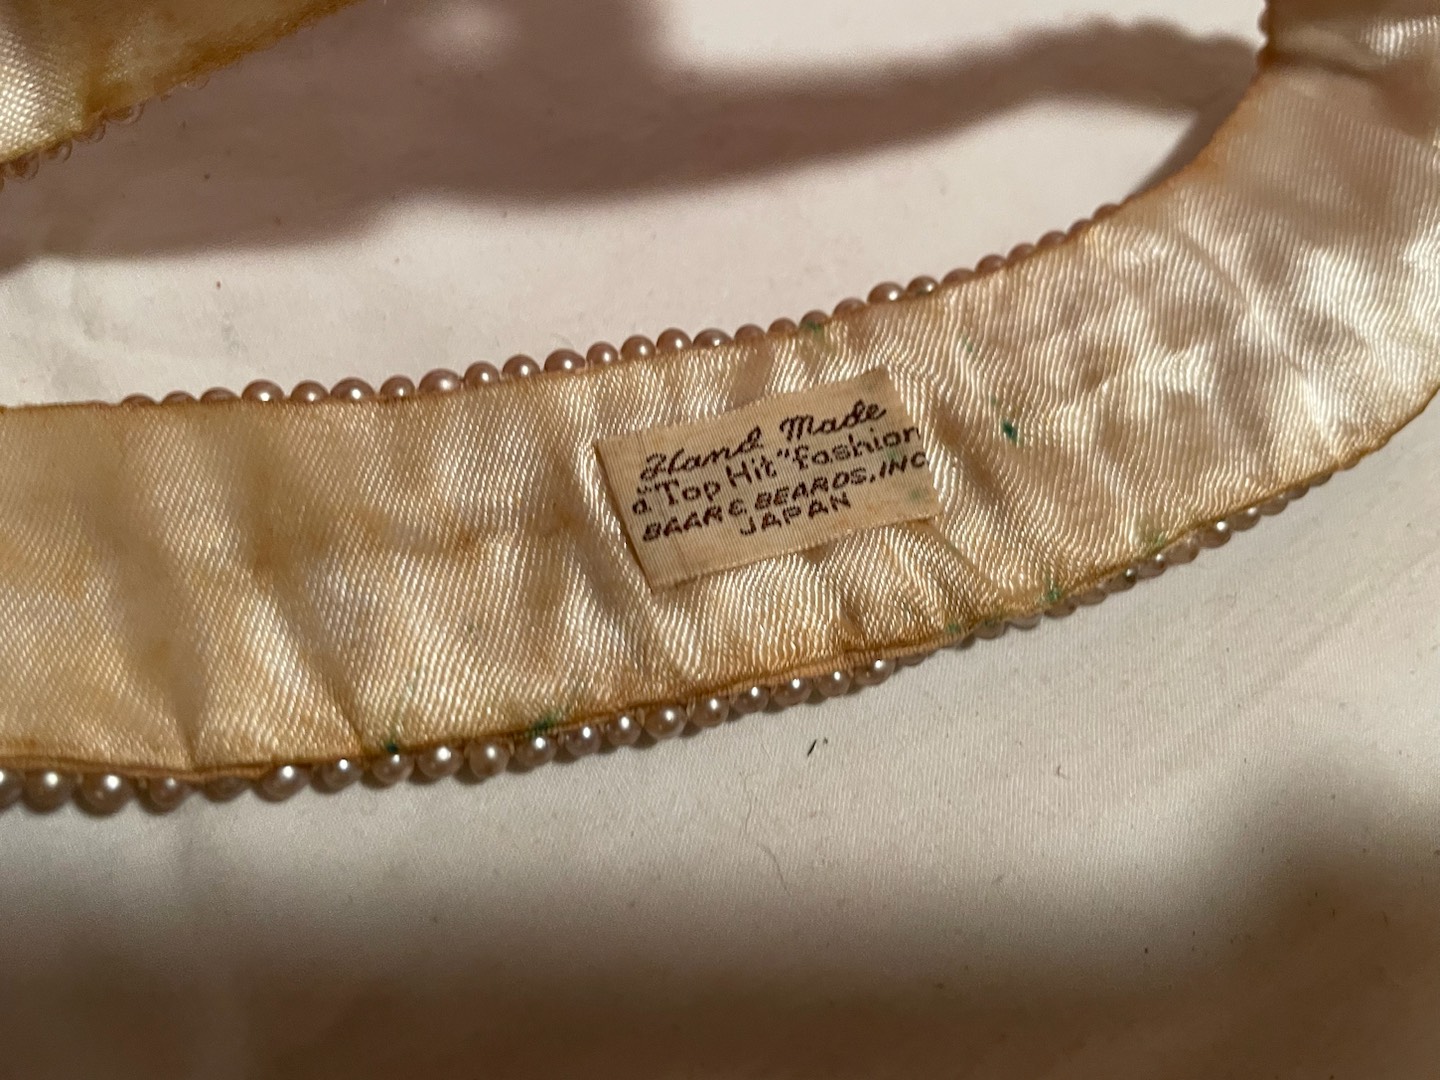 Hand Made
a "Top Hit" fashion
BAAR & BEARDS, INC
JAPAN